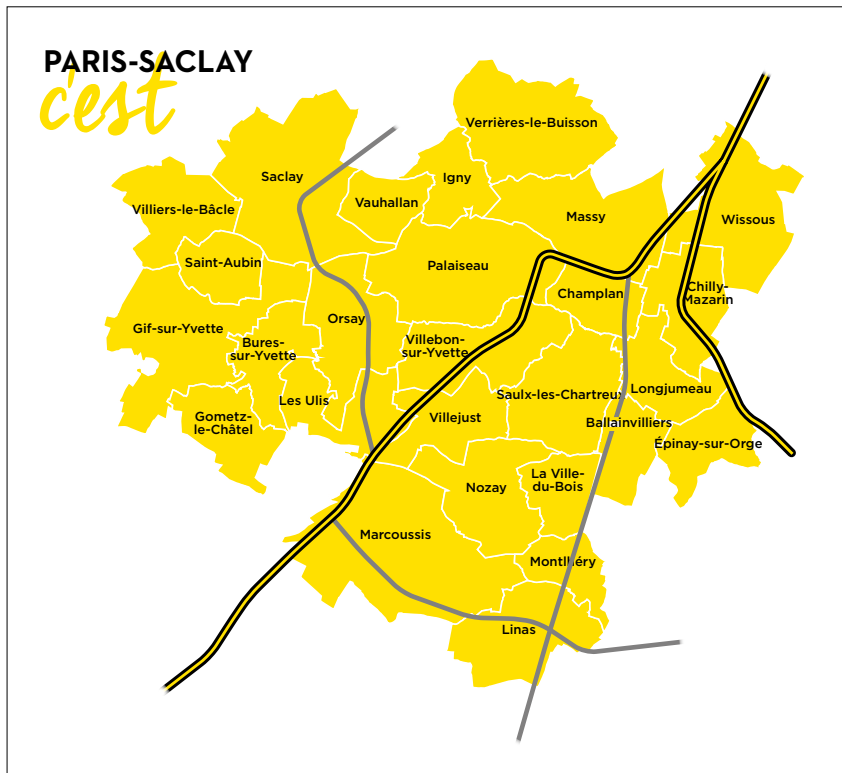 PARIS-SACLAY
c'est
Verrières-le-Buisson
Igny
Saclay
Vauhallan
Villiers-le-Bâcle
Massy
Wissous
Saint-Aubin
Palaiseau
Champlan
Chilly-
Mazarin
Orsay
Gif-sur-Yvette
Bures-
sur-Yvette
Villebon-
sur-Yvette
Les Ulis
Saulx-les-Chartreux
Longjumeau
Gometz-
le-Châtel
Villejust
Ballainvilliers
Épinay-sur-Orge
La Ville-
du-Bois
Nozay
Marcoussis
Montlhéry
Linas